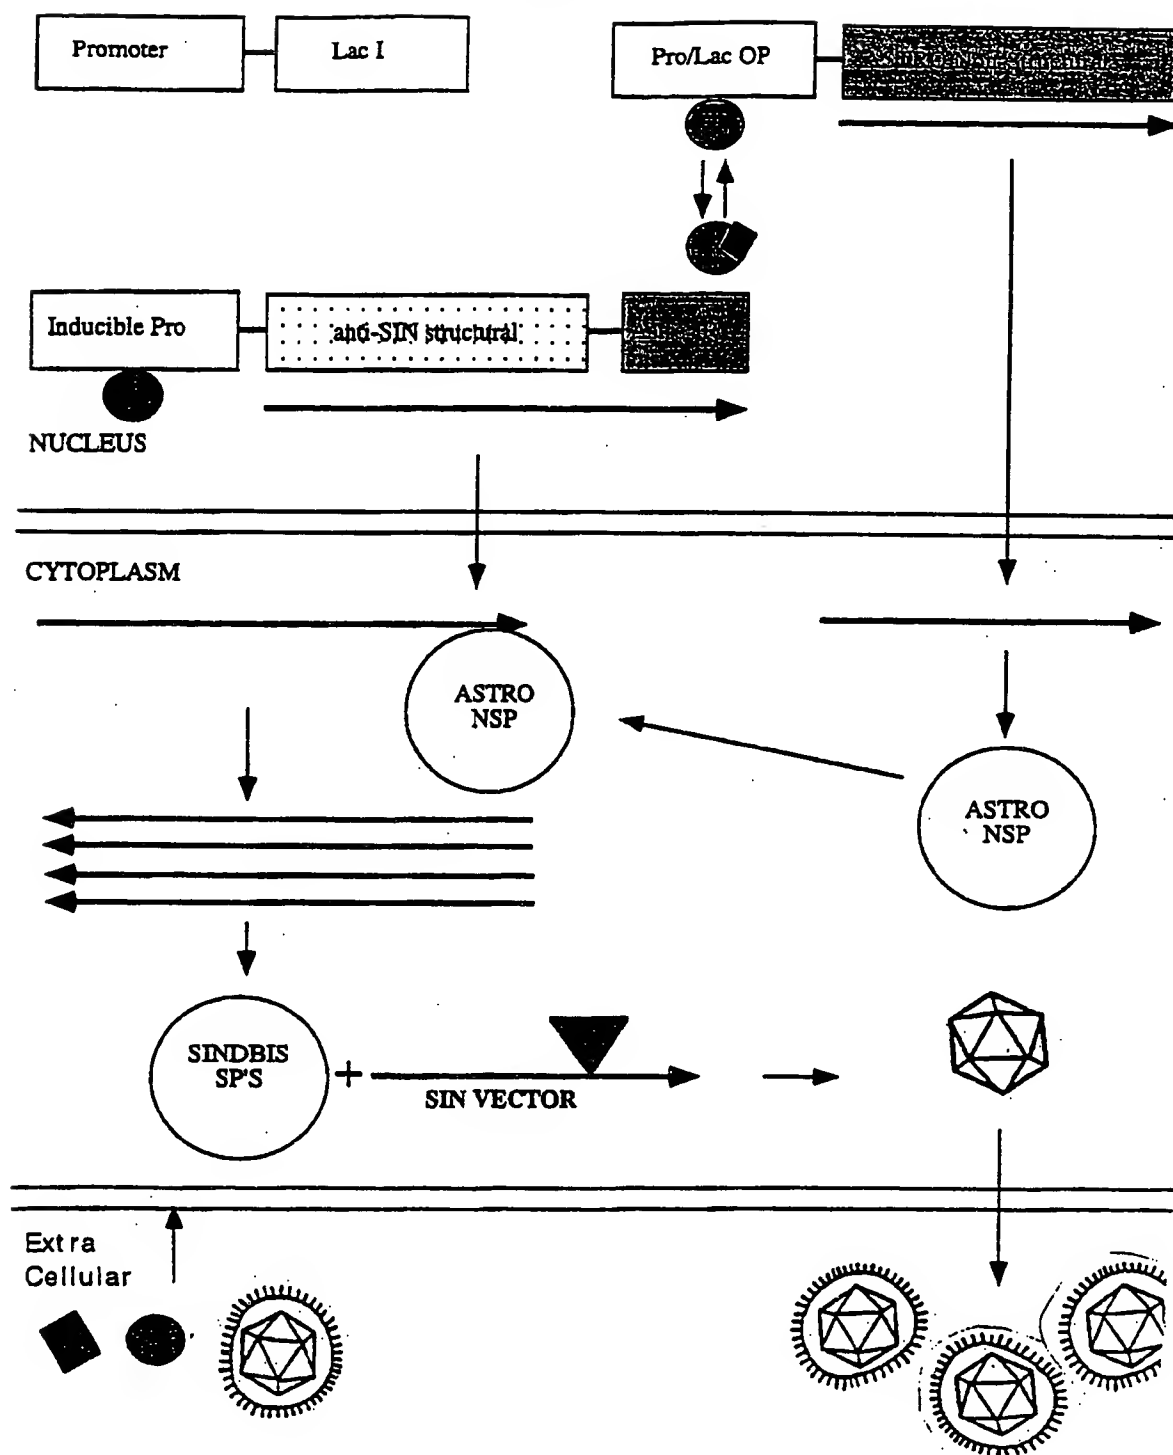 Promoter
Lac I
Pro/Lac OP
Inducible Pro
anti-SIN structural
NUCLEUS
CYTOPLASM
ASTRO
NSP
ASTRO
NSP
SINDBIS
SP'S
+
SIN VECTOR
Extra
Cellular